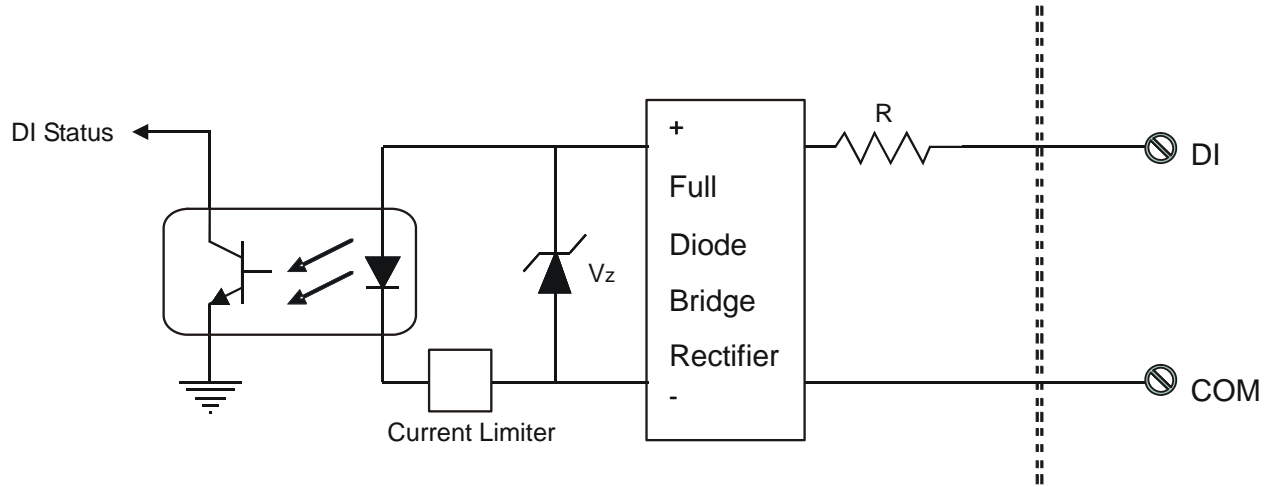 DI Status
R
DI
+
Full
Diode
Bridge
Rectifier
-
Vz
Current Limiter
COM